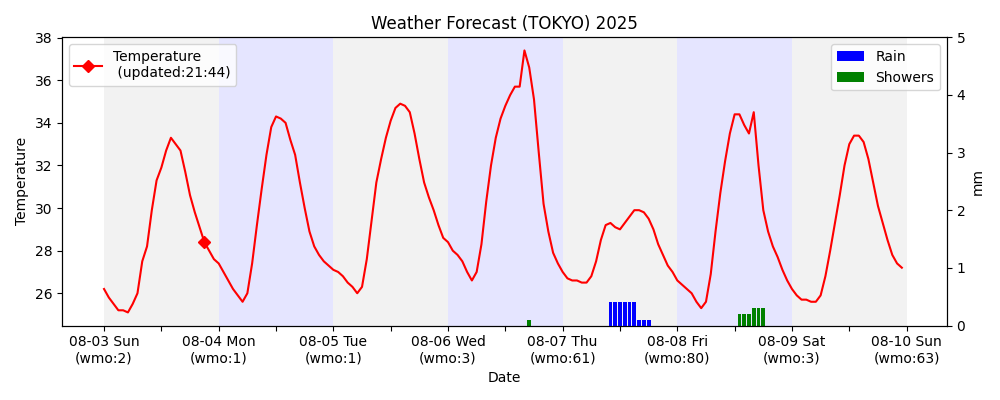 Weather Forecast (TOKYO) 2025
Temperature
(updated:21:44)
Rain
Showers
38
36
34
32
30
28
26
Temperature
5
4
3
2
1
0
mm
08-03 Sun
(wmo:2)
08-04 Mon
(wmo:1)
08-05 Tue
(wmo:1)
08-06 Wed
(wmo:3)
08-07 Thu
(wmo:61)
08-08 Fri
(wmo:80)
08-09 Sat
(wmo:3)
08-10 Sun
(wmo:63)
Date